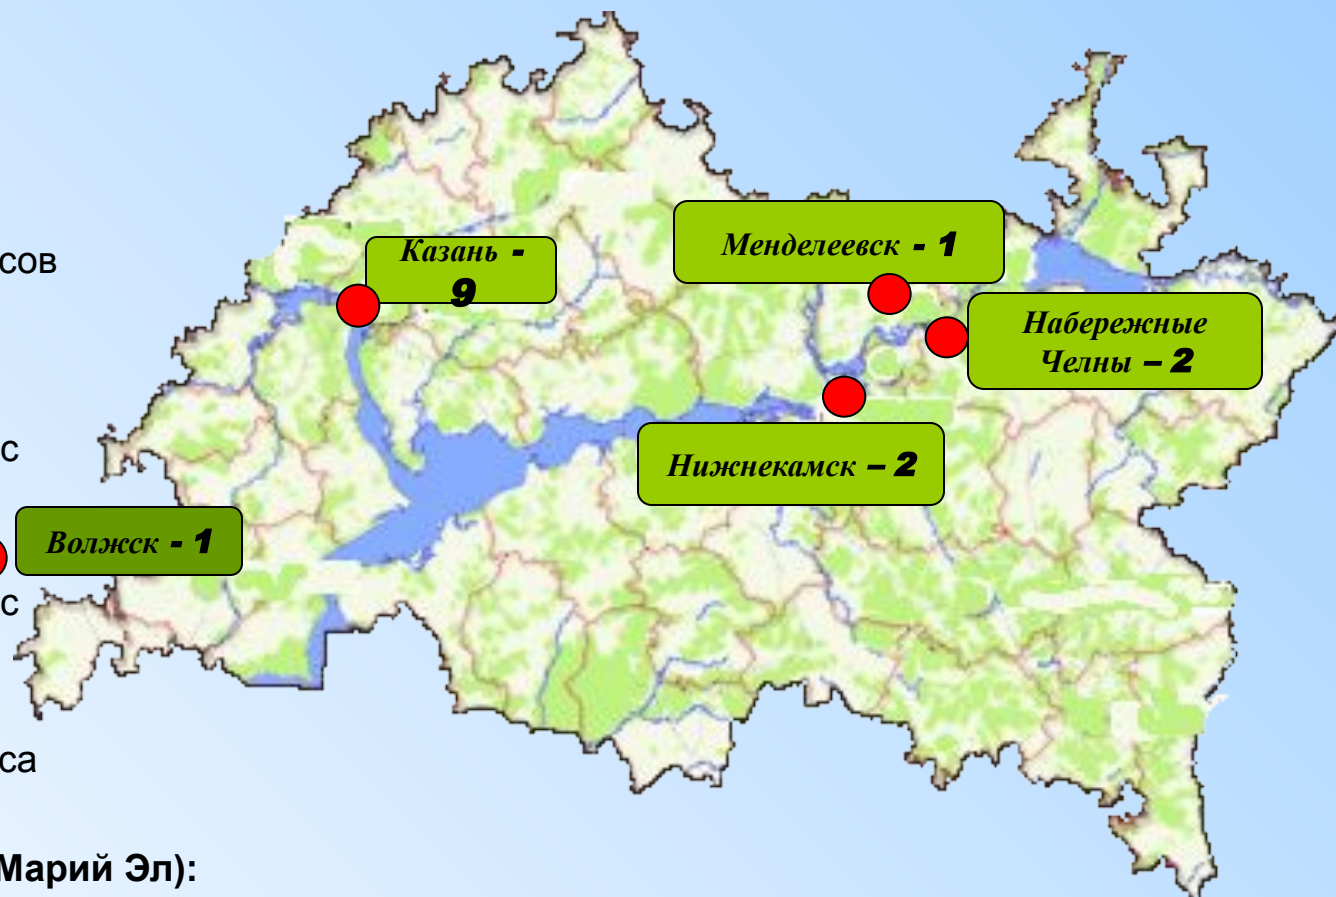 сов
с
с
са
Марий Эл):
Казань -
9
Менделеевск - 1
Набережные
Челны – 2
Нижнекамск – 2
Волжск - 1